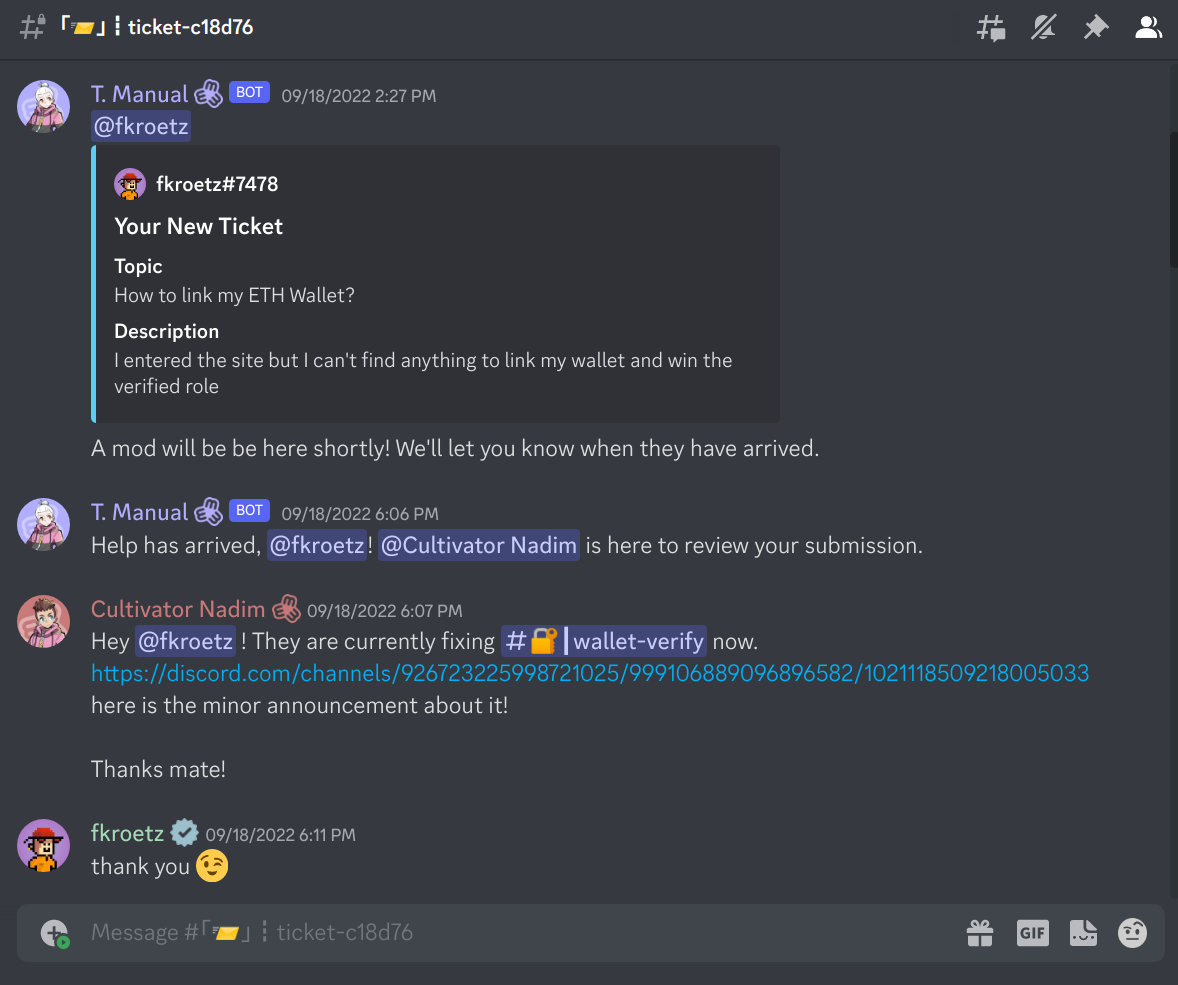 「📨」┇ticket-c18d76
T. Manual BOT 09/18/2022 2:27 PM
@fkroetz
fkroetz#7478
Your New Ticket
Topic
How to link my ETH Wallet?
Description
I entered the site but I can't find anything to link my wallet and win the
verified role
A mod will be be here shortly! We'll let you know when they have arrived.
T. Manual BOT 09/18/2022 6:06 PM
Help has arrived, @fkroetz! @Cultivator Nadim is here to review your submission.
Cultivator Nadim 09/18/2022 6:07 PM
Hey @fkroetz ! They are currently fixing #🔐┃wallet-verify now.
https://discord.com/channels/926723225998721025/999106889096896582/1021118509218005033
here is the minor announcement about it!
Thanks mate!
fkroetz 09/18/2022 6:11 PM
thank you 😉
Message #「📨」┇ticket-c18d76
GIF